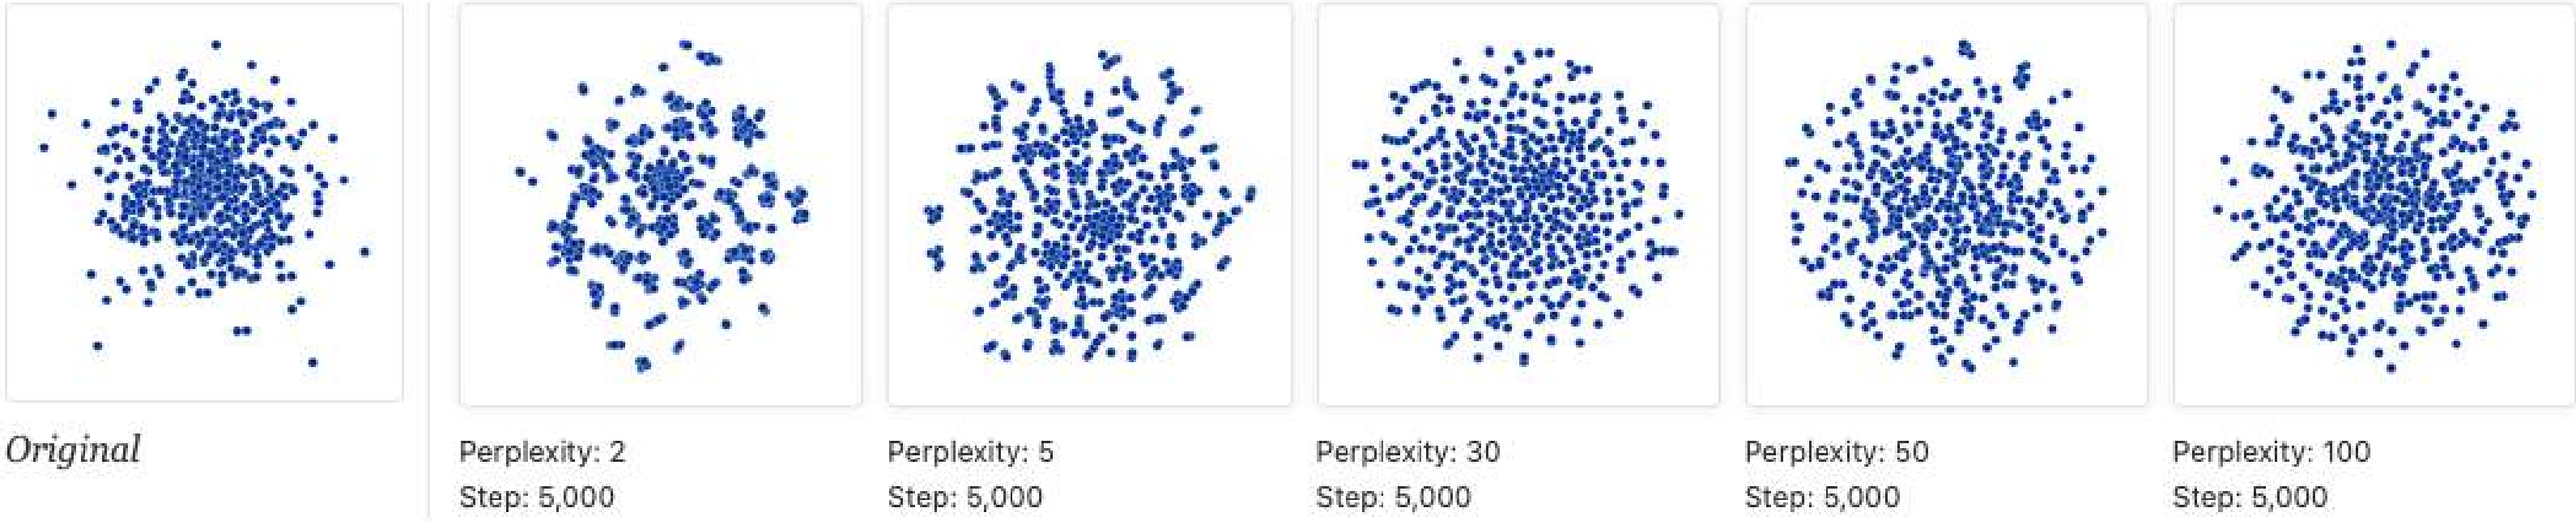 Original
Perplexity: 2
Step: 5,000
Perplexity: 5
Step: 5,000
Perplexity: 30
Step: 5,000
Perplexity: 50
Step: 5,000
Perplexity: 100
Step: 5,000